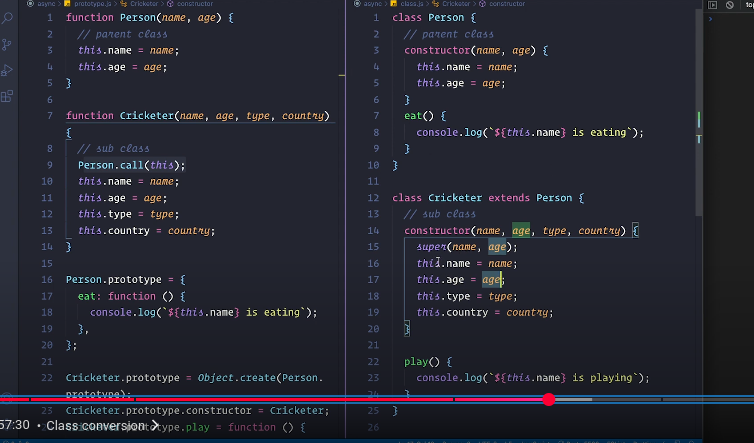 async > prototype.js > Cricketer > constructor
1 function Person(name, age) {
2 // parent class
3 this.name = name;
4 this.age = age;
5 }
6
7 function Cricketer(name, age, type, country)
{
8 // sub class
9 Person.call(this);
10 this.name = name;
11 this.age = age;
12 this.type = type;
13 this.country = country;
14 }
15
16 Person.prototype = {
17 eat: function () {
18 console.log(`${this.name} is eating`);
19 },
20 };
21
22 Cricketer.prototype = Object.create(Person.
prototype);
23 Cricketer.prototype.constructor = Cricketer;
.prototype.play = function () {
async > class.js > Cricketer > constructor
1 class Person {
2 // parent class
3 constructor(name, age) {
4 this.name = name;
5 this.age = age;
6 }
7 eat() {
8 console.log(`${this.name} is eating`);
9 }
10 }
11
12 class Cricketer extends Person {
13 // sub class
14 constructor(name, age, type, country) {
15 super(name, age);
16 this.name = name;
17 this.age = age;
18 this.type = type;
19 this.country = country;
20 }
21
22 play() {
23 console.log(`${this.name} is playing`);
24 }
25 }
26
top
57:30 • Class conversion >